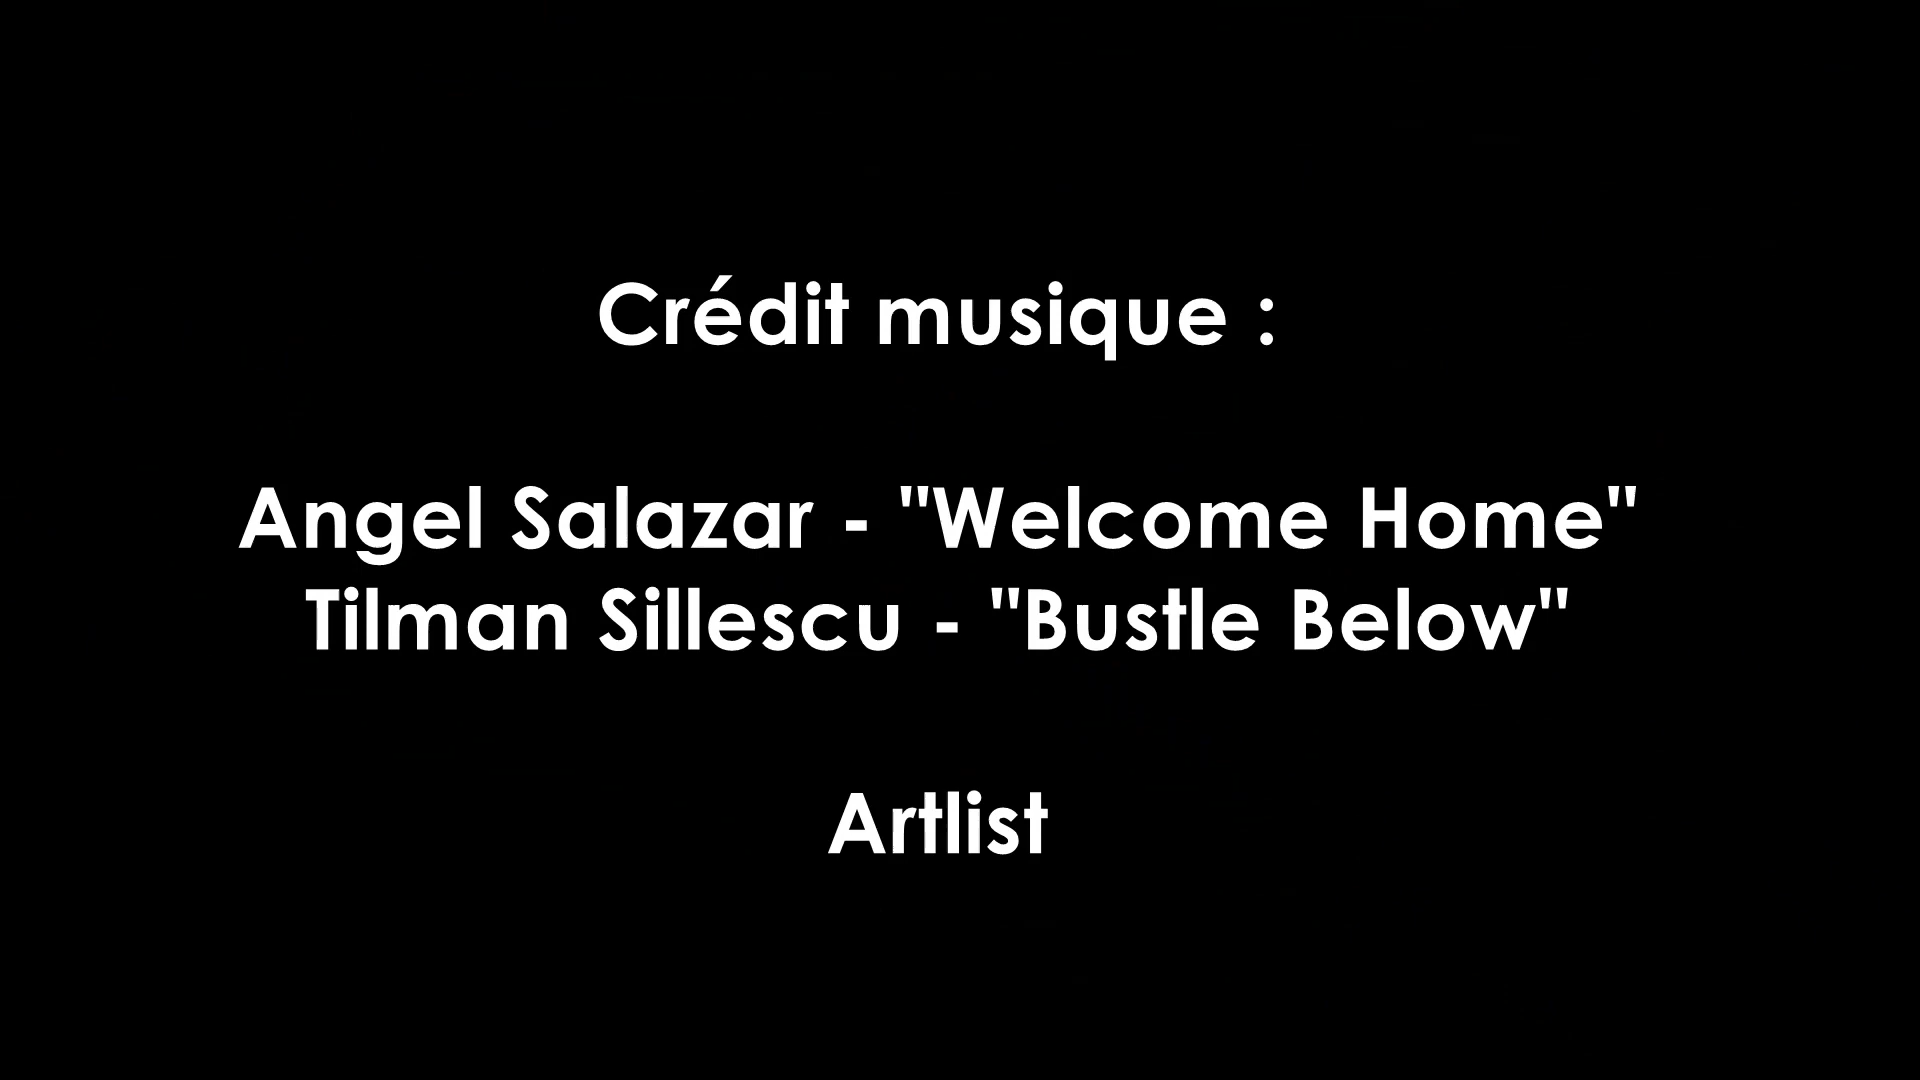 Crédit musique :
Angel Salazar - "Welcome Home"
Tilman Sillescu - "Bustle Below"
Artlist